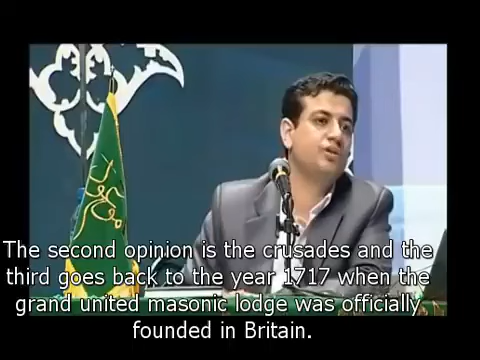 The second opinion is the crusades and the
third goes back to the year 1717 when the
grand united masonic lodge was officially
founded in Britain.